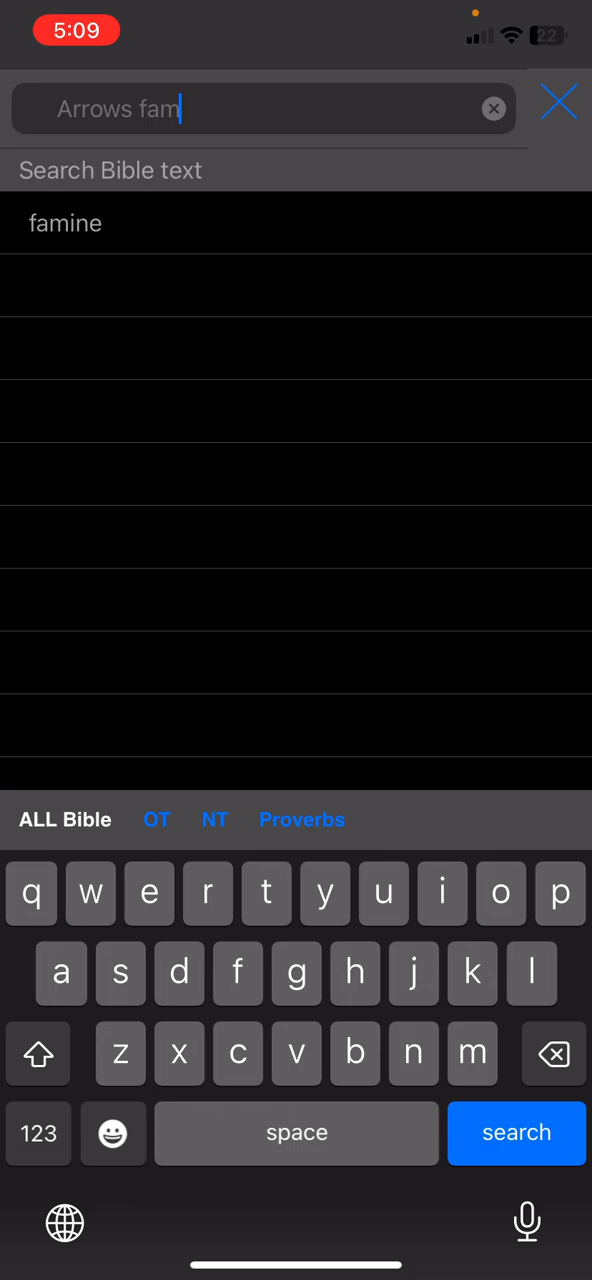 5:09
22
Arrows fam
Search Bible text
famine
ALL Bible OT NT Proverbs
q w e r t y u i o p
a s d f g h j k l
z x c v b n m
123 space search